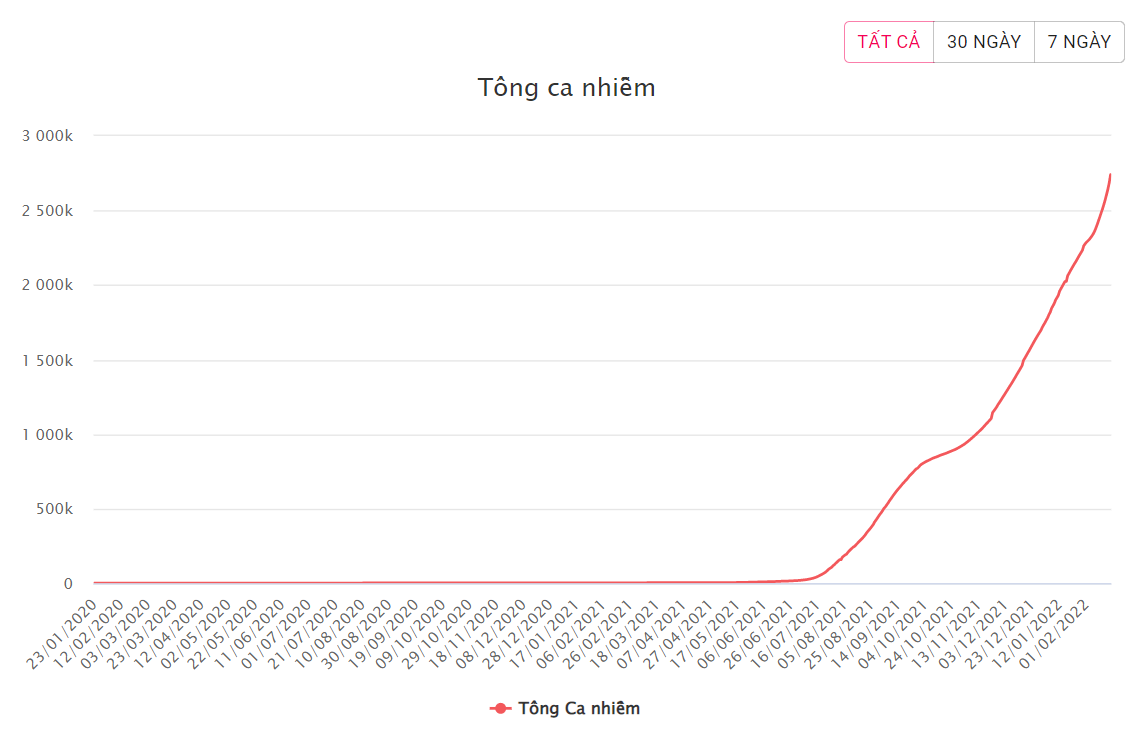 TẤT CẢ 30 NGÀY 7 NGÀY
Tổng ca nhiễm
3 000k
2 500k
2 000k
1 500k
1 000k
500k
0
23/01/2020 12/02/2020 03/03/2020 23/03/2020 12/04/2020 02/05/2020 22/05/2020 11/06/2020 01/07/2020 21/07/2020 10/08/2020 30/08/2020 19/09/2020 09/10/2020 29/10/2020 18/11/2020 08/12/2020 28/12/2020 17/01/2021 06/02/2021 26/02/2021 18/03/2021 07/04/2021 27/04/2021 17/05/2021 06/06/2021 26/06/2021 16/07/2021 05/08/2021 25/08/2021 14/09/2021 04/10/2021 24/10/2021 13/11/2021 03/12/2021 23/12/2021 12/01/2022 01/02/2022
Tổng Ca nhiễm